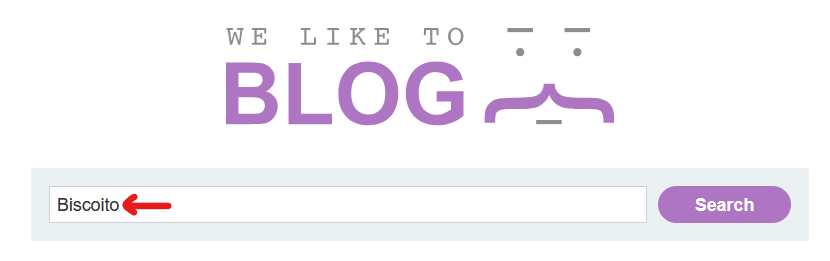 WE LIKE TO
BLOG
Biscoito
Search